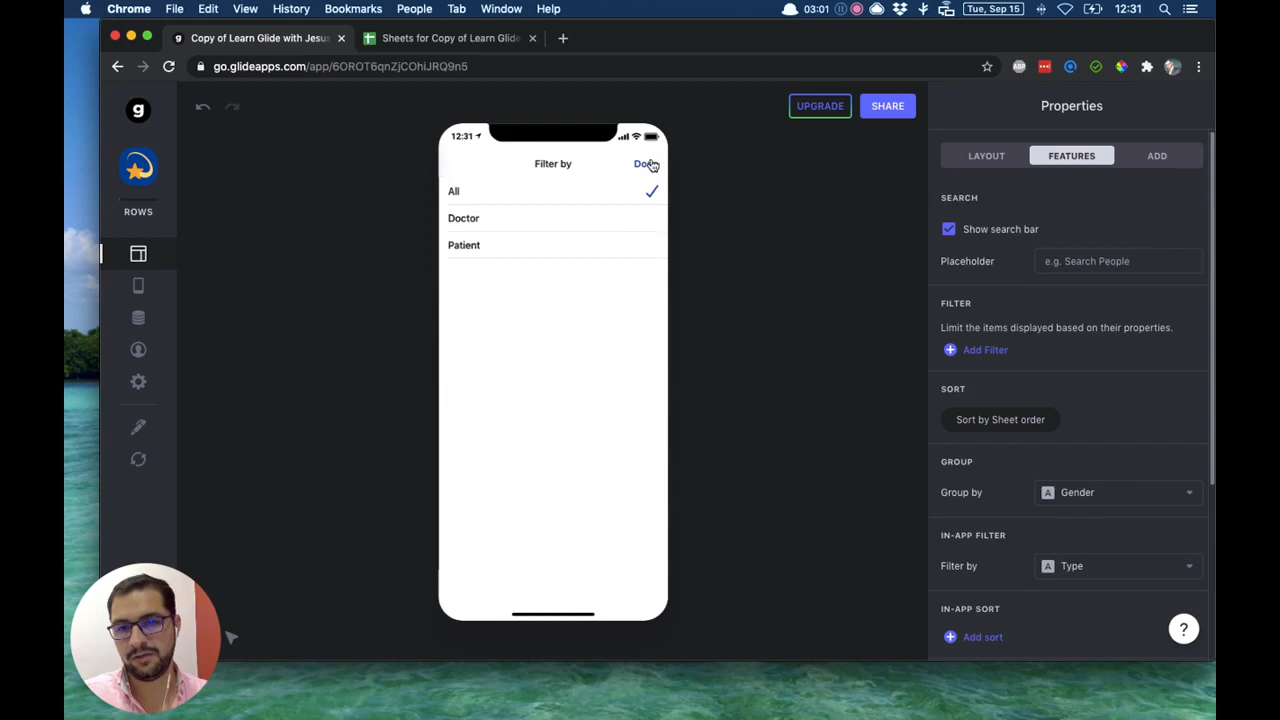 Chrome File Edit View History Bookmarks People Tab Window Help 03:01 Tue, Sep 15 12:31
g Copy of Learn Glide with Jesus Sheets for Copy of Learn Glide
go.glideapps.com/app/6OROT6qnZjCOhiJRQ9n5 ABP
g
UPGRADE SHARE
Properties
LAYOUT FEATURES ADD
ROWS
12:31
Filter by
All
Doctor
Patient
SEARCH
Show search bar
Placeholder e.g. Search People
FILTER
Limit the items displayed based on their properties.
Add Filter
SORT
Sort by Sheet order
GROUP
Group by A Gender
IN-APP FILTER
Filter by A Type
IN-APP SORT
Add sort
?